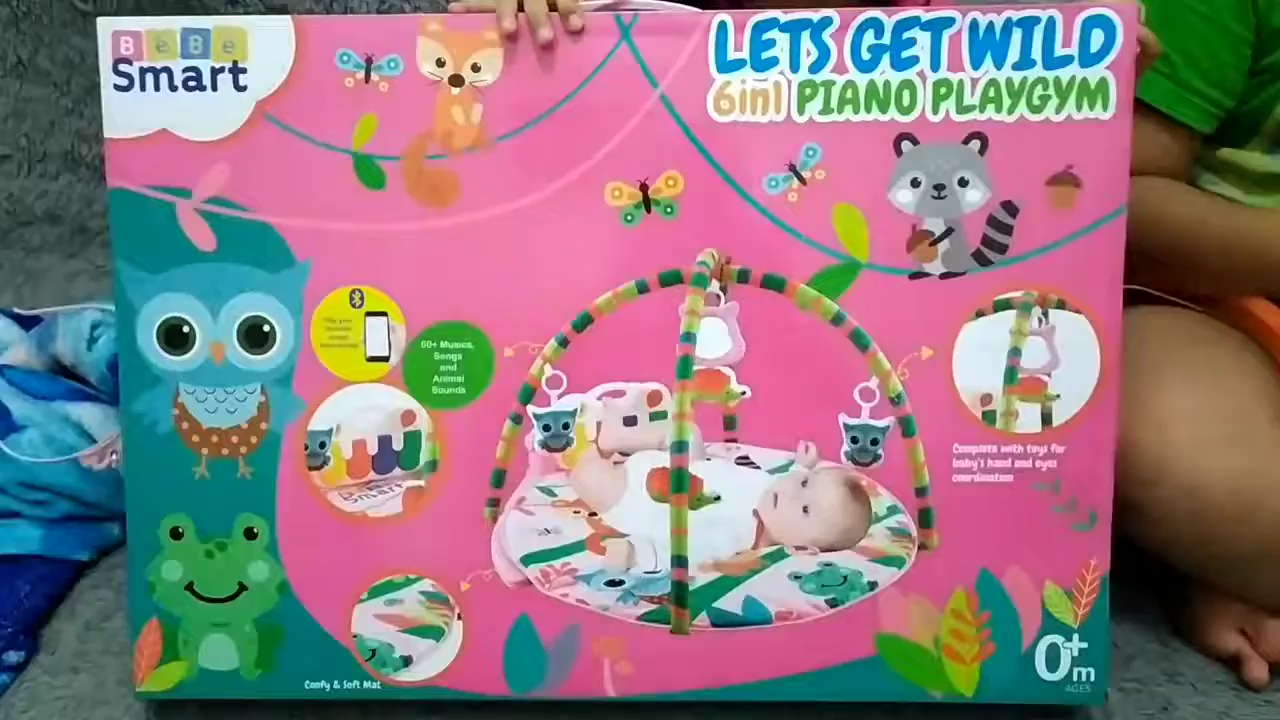 BeBe
Smart
LETS GET WILD
6in1 PIANO PLAYGYM
60+ Musics,
Songs
and
Animal
Sounds
Smart
Complete with toys for
baby's hand and eyes
coordination
Comfy & Soft Mat
0+m
AGES